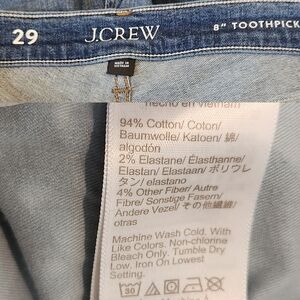 29 JCREW 8" TOOTHPICK
MADE IN
VIETNAM
hecho en Vietnam
94% Cotton/ Coton/
Baumwolle/ Katoen/ 綿/
algodón
2% Elastane/ Élasthanne/
Elastan/ Elastaan/ ポリウレ
タン/ elastano
4% Other Fiber/ Autre
Fibre/ Sonstige Fasern/
Andere Vezel/ その他繊維/
otras
Machine Wash Cold. With
Like Colors. Non-chlorine
Bleach Only. Tumble Dry
Low. Iron On Lowest
Setting.
30